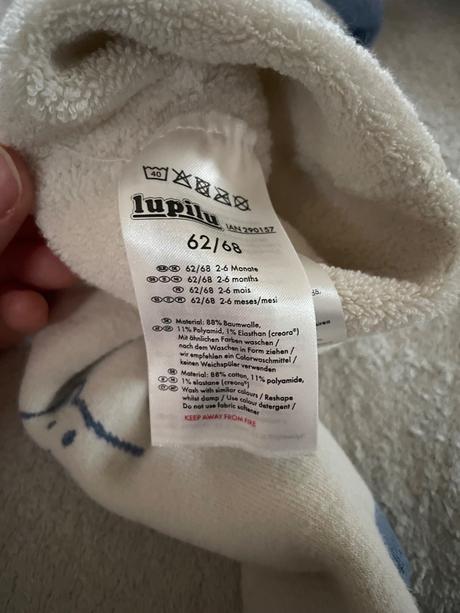 40
lupilu IAN 290157
62/68
62/68 2-6 Monate
62/68 2-6 months
62/68 2-6 mois
62/68 2-6 meses/mesi
Material: 88% Baumwolle,
11% Polyamid, 1% Elasthan (creora®)
Mit ähnlichen Farben waschen /
nach dem Waschen in Form ziehen /
wir empfehlen ein Colorwaschmittel /
keinen Weichspüler verwenden
Material: 88% cotton, 11% polyamide,
1% elastane (creora®)
Wash with similar colours / Reshape
whilst damp / Use colour detergent /
Do not use fabric softener
KEEP AWAY FROM FIRE